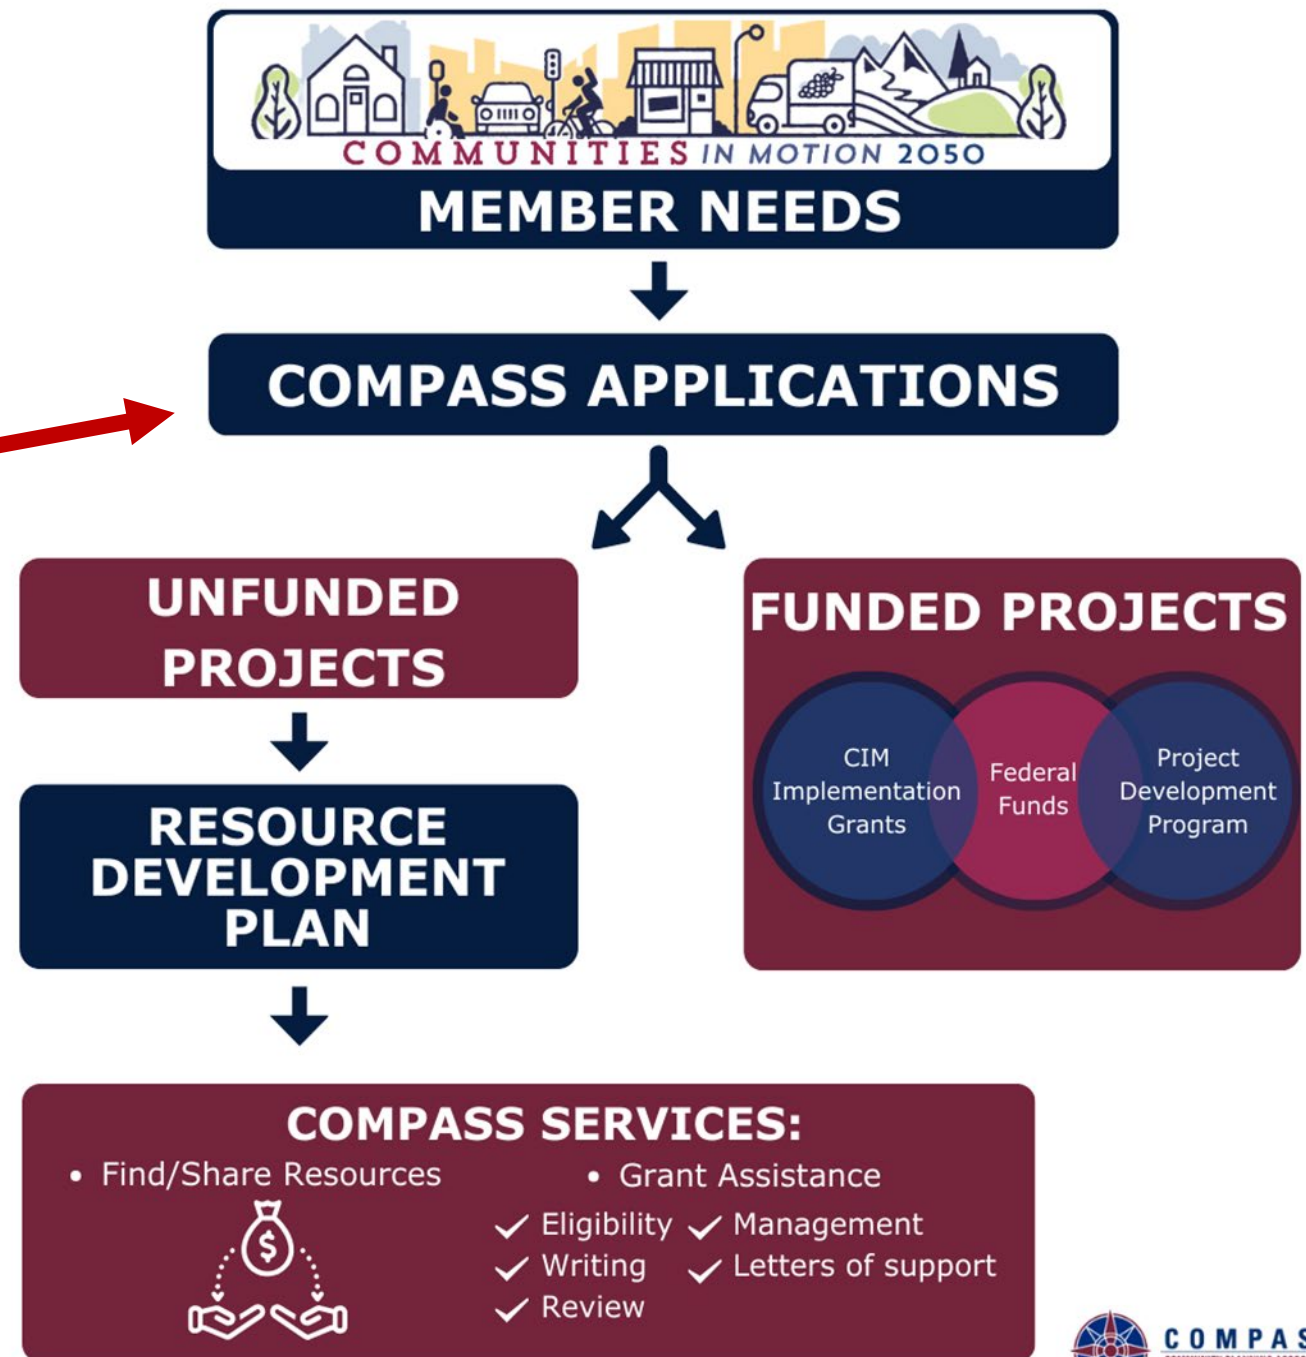 COMMUNITIES IN MOTION 2050
MEMBER NEEDS
COMPASS APPLICATIONS
UNFUNDED
PROJECTS
RESOURCE
DEVELOPMENT
PLAN
FUNDED PROJECTS
CIM
Implementation
Grants
Federal
Funds
Project
Development
Program
COMPASS SERVICES:
• Find/Share Resources
$
• Grant Assistance
✓ Eligibility ✓ Management
✓ Writing ✓ Letters of support
✓ Review
COMPAS